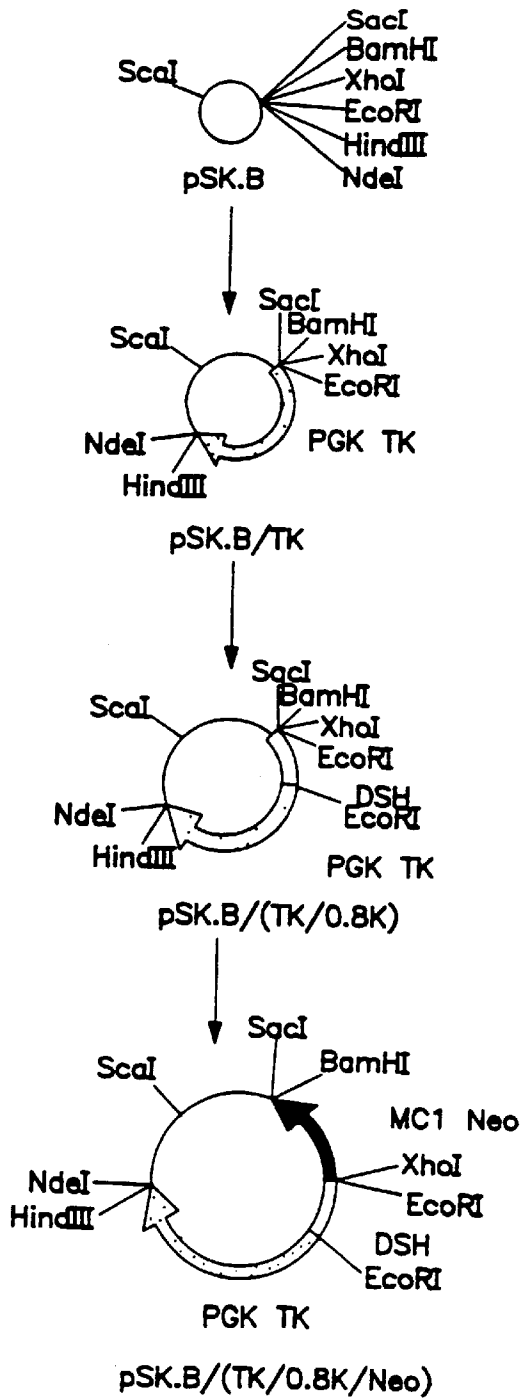 SacI
BamHI
ScaI
XhoI
EcoRI
HindIII
NdeI
pSK.B
SacI
BamHI
ScaI
XhoI
EcoRI
NdeI
PGK TK
HindIII
pSK.B/TK
SacI
BamHI
ScaI
XhoI
EcoRI
DSH
NdeI
EcoRI
HindIII
PGK TK
pSK.B/(TK/0.8K)
SacI
BamHI
ScaI
MC1 Neo
XhoI
NdeI
EcoRI
HindIII
DSH
EcoRI
PGK TK
pSK.B/(TK/0.8K/Neo)